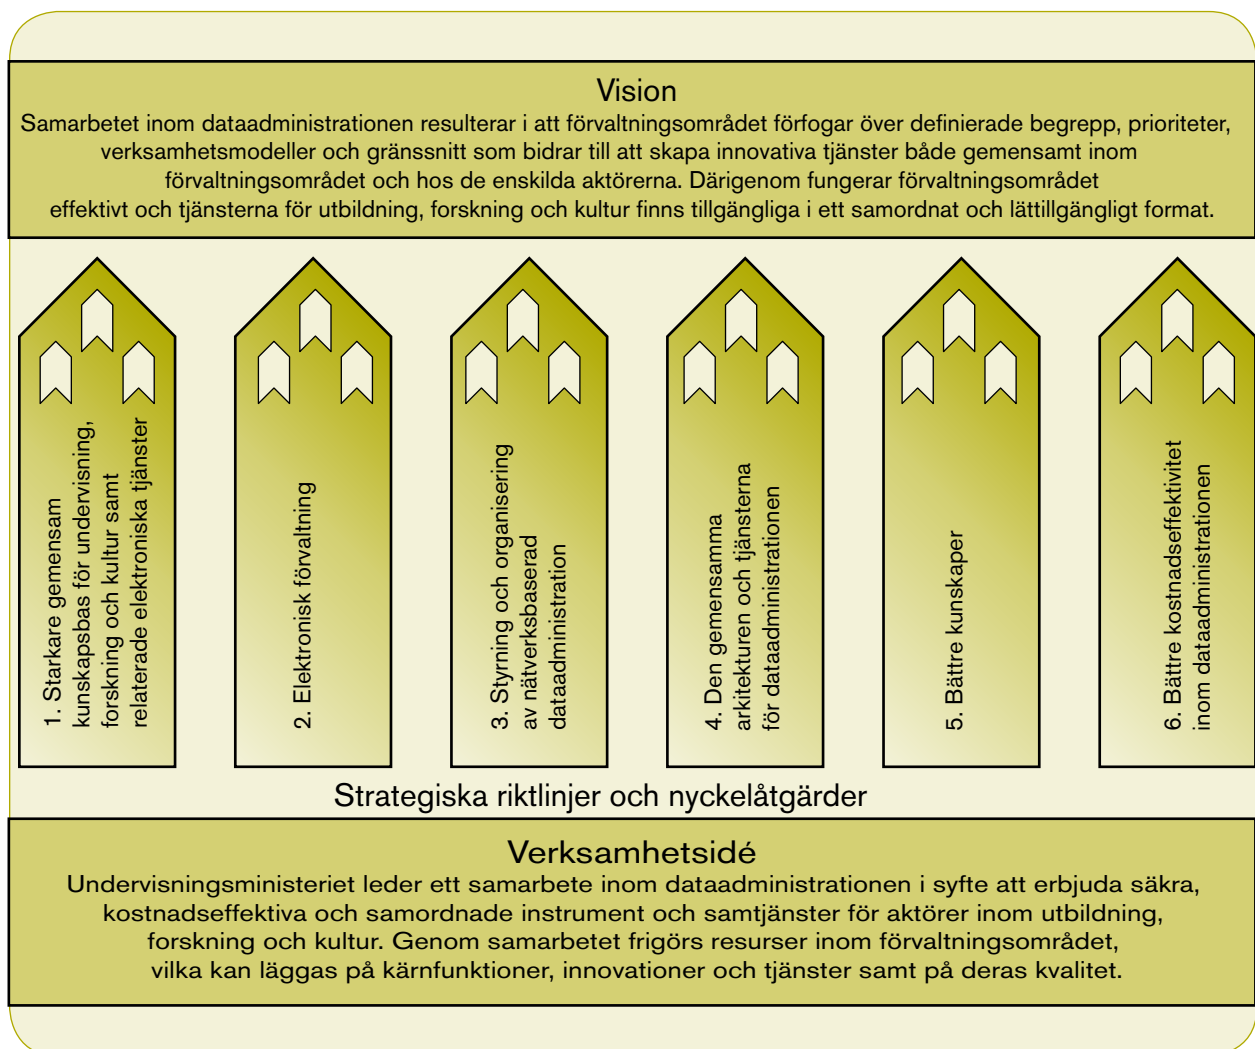 Vision
Samarbetet inom dataadministrationen resulterar i att förvaltningsområdet förfogar över definierade begrepp, prioriteter,
verksamhetsmodeller och gränssnitt som bidrar till att skapa innovativa tjänster både gemensamt inom
förvaltningsområdet och hos de enskilda aktörerna. Därigenom fungerar förvaltningsområdet
effektivt och tjänsterna för utbildning, forskning och kultur finns tillgängliga i ett samordnat och lättillgängligt format.
1. Starkare gemensam
kunskapsbas för undervisning,
forskning och kultur samt
relaterade elektroniska tjänster
2. Elektronisk förvaltning
3. Styrning och organisering
av nätverksbaserad
dataadministration
4. Den gemensamma
arkitekturen och tjänsterna
för dataadministrationen
5. Bättre kunskaper
6. Bättre kostnadseffektivitet
inom dataadministrationen
Strategiska riktlinjer och nyckelåtgärder
Verksamhetsidé
Undervisningsministeriet leder ett samarbete inom dataadministrationen i syfte att erbjuda säkra,
kostnadseffektiva och samordnade instrument och samtjänster för aktörer inom utbildning,
forskning och kultur. Genom samarbetet frigörs resurser inom förvaltningsområdet,
vilka kan läggas på kärnfunktioner, innovationer och tjänster samt på deras kvalitet.